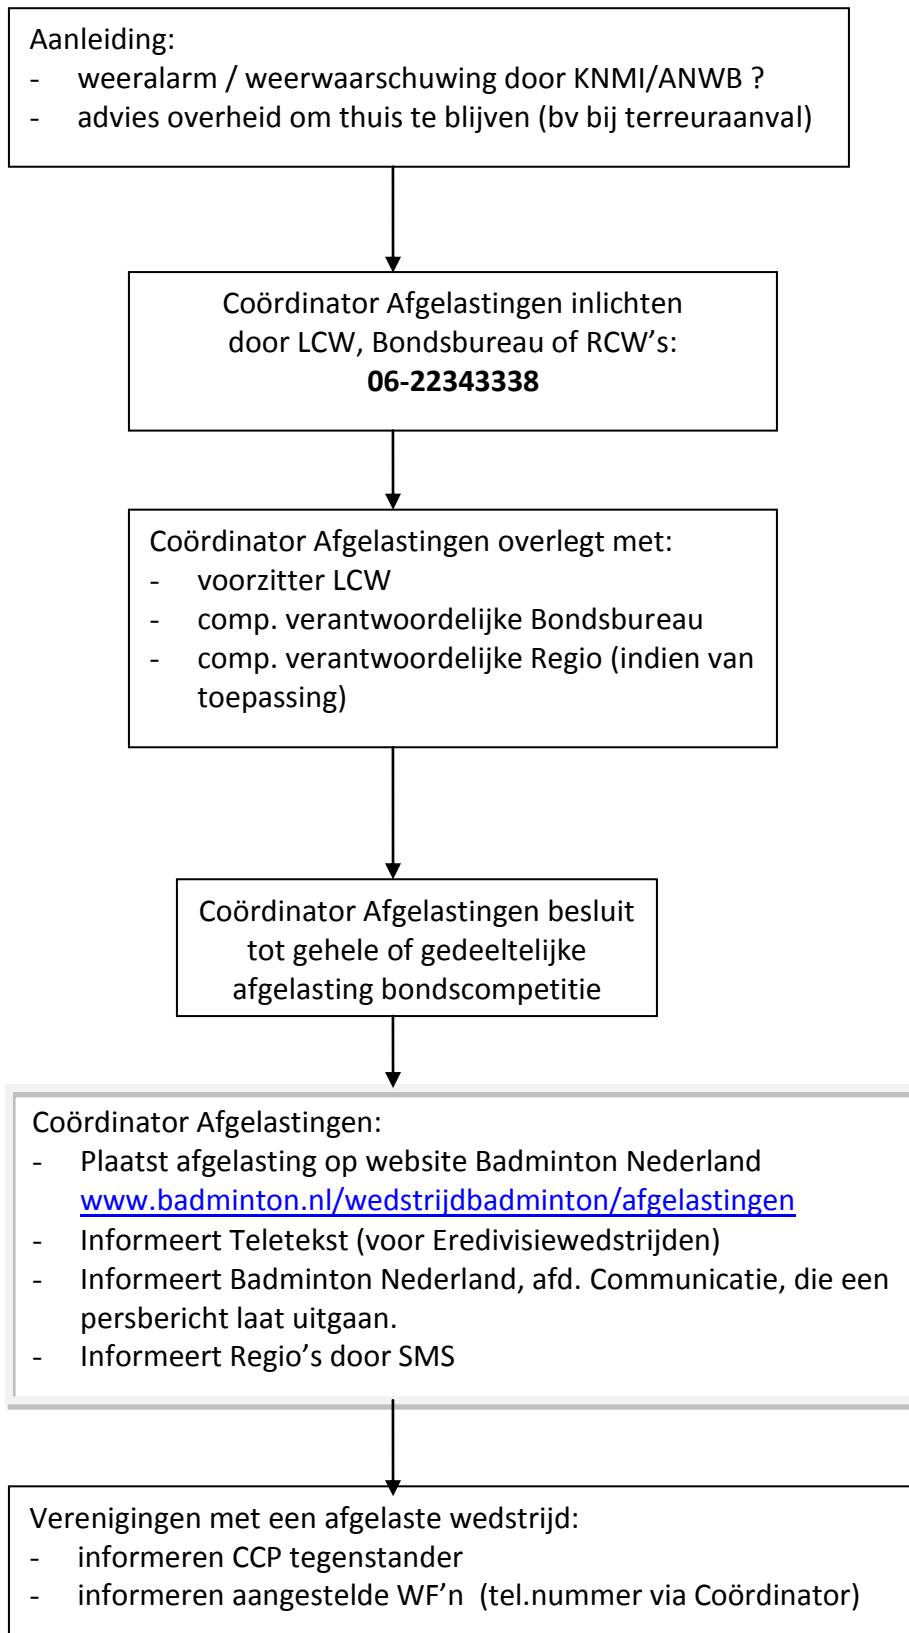 Aanleiding:
- weeralarm / weerwaarschuwing door KNMI/ANWB ?
- advies overheid om thuis te blijven (bv bij terreuraanval)
Coördinator Afgelastingen inlichten
door LCW, Bondsbureau of RCW’s:
06-22343338
Coördinator Afgelastingen overlegt met:
- voorzitter LCW
- comp. verantwoordelijke Bondsbureau
- comp. verantwoordelijke Regio (indien van
toepassing)
Coördinator Afgelastingen besluit
tot gehele of gedeeltelijke
afgelasting bondscompetitie
Coördinator Afgelastingen:
- Plaatst afgelasting op website Badminton Nederland
www.badminton.nl/wedstrijdbadminton/afgelastingen
- Informeert Teletekst (voor Eredivisiewedstrijden)
- Informeert Badminton Nederland, afd. Communicatie, die een
persbericht laat uitgaan.
- Informeert Regio’s door SMS
Verenigingen met een afgelaste wedstrijd:
- informeren CCP tegenstander
- informeren aangestelde WF’n (tel.nummer via Coördinator)